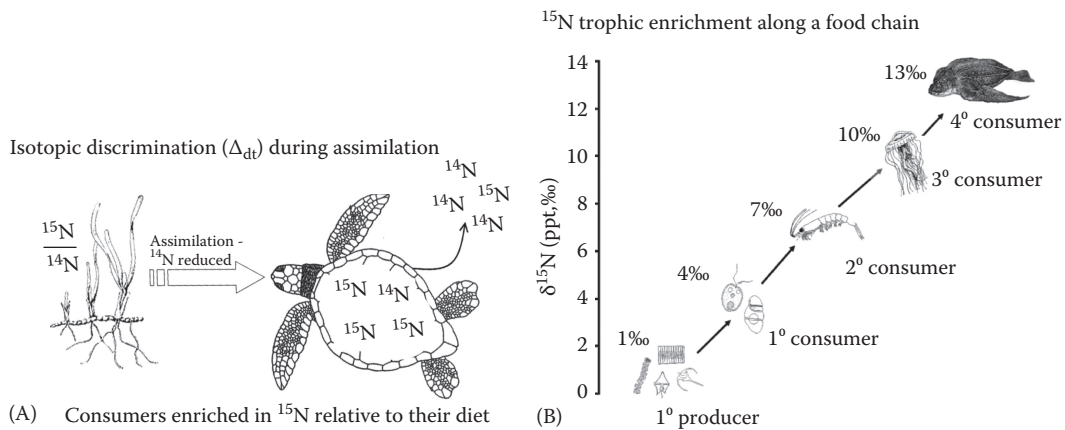 Isotopic discrimination (Δdt) during assimilation
¹⁵N
¹⁴N
Assimilation -
¹⁴N reduced
¹⁴N
¹⁴N ¹⁵N
¹⁴N
¹⁵N ¹⁴N
¹⁵N ¹⁵N
(A) Consumers enriched in ¹⁵N relative to their diet
¹⁵N trophic enrichment along a food chain
δ¹⁵N (ppt,‰)
14
12
10
8
6
4
2
0
13‰
4° consumer
10‰
3° consumer
7‰
2° consumer
4‰
1° consumer
1‰
1° producer
(B)